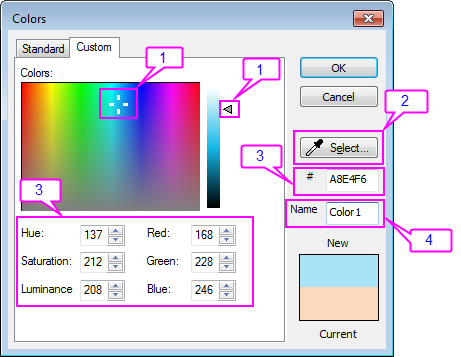 Colors
Standard Custom
Colors:
1
1
OK
Cancel
2
Select...
3
# A8E4F6
Name Color1
4
3
Hue: 137 Red: 168
Saturation: 212 Green: 228
Luminance 208 Blue: 246
New
Current